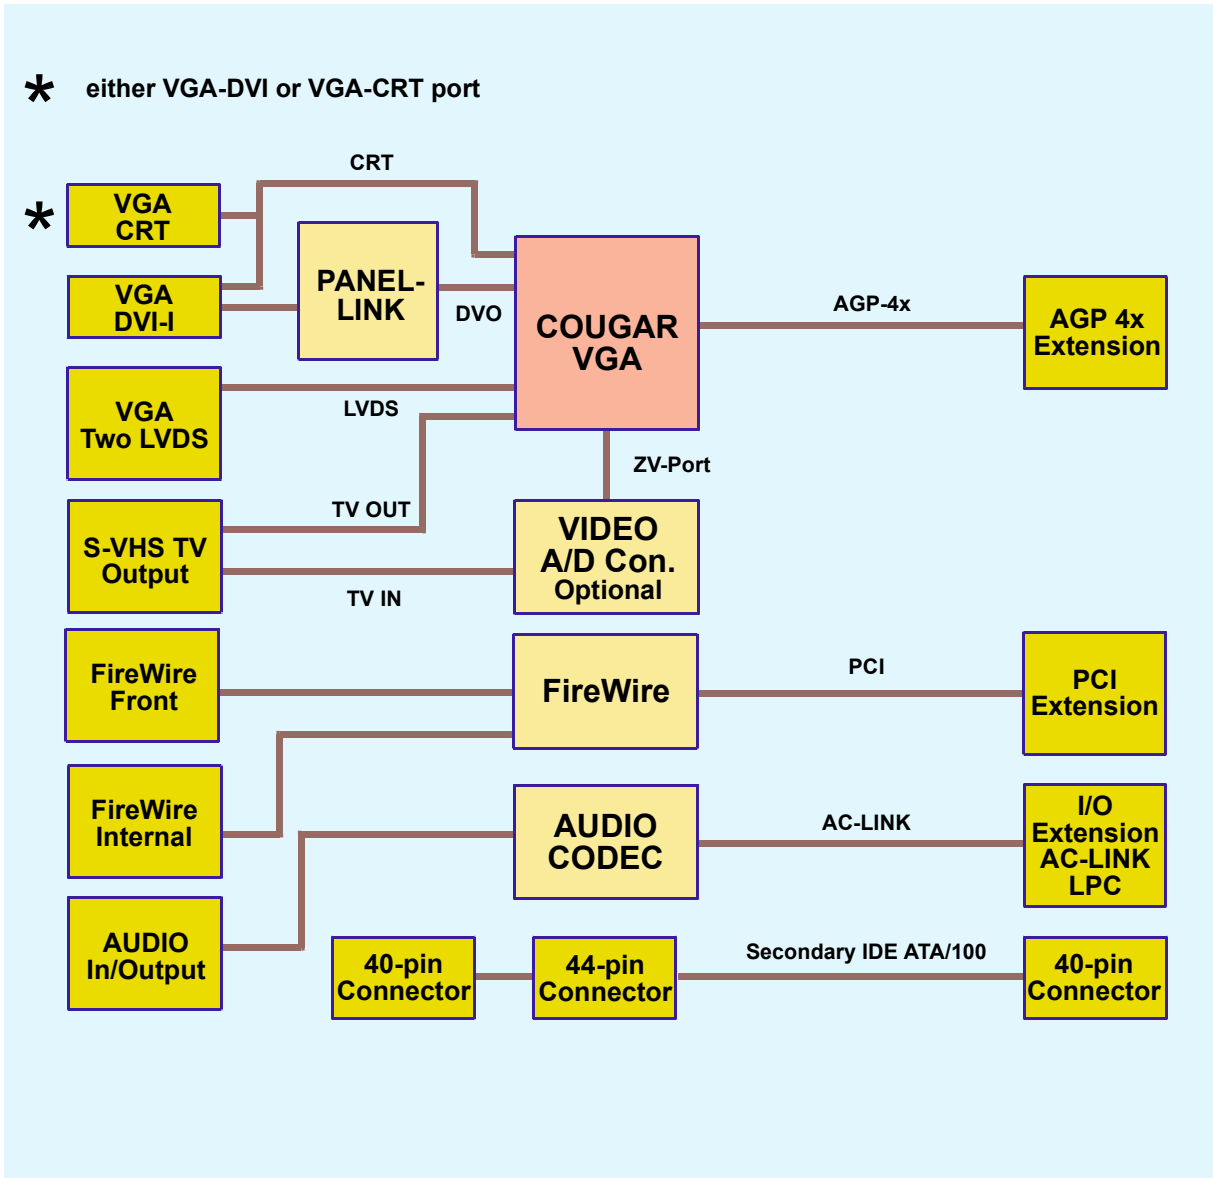 * either VGA-DVI or VGA-CRT port
CRT
*
VGA
CRT
VGA
DVI-I
PANEL-
LINK
DVO
COUGAR
VGA
AGP-4x
AGP 4x
Extension
VGA
Two LVDS
LVDS
ZV-Port
S-VHS TV
Output
TV OUT
TV IN
VIDEO
A/D Con.
Optional
FireWire
Front
FireWire
PCI
PCI
Extension
FireWire
Internal
AUDIO
CODEC
AC-LINK
I/O
Extension
AC-LINK
LPC
AUDIO
In/Output
40-pin
Connector
44-pin
Connector
Secondary IDE ATA/100
40-pin
Connector